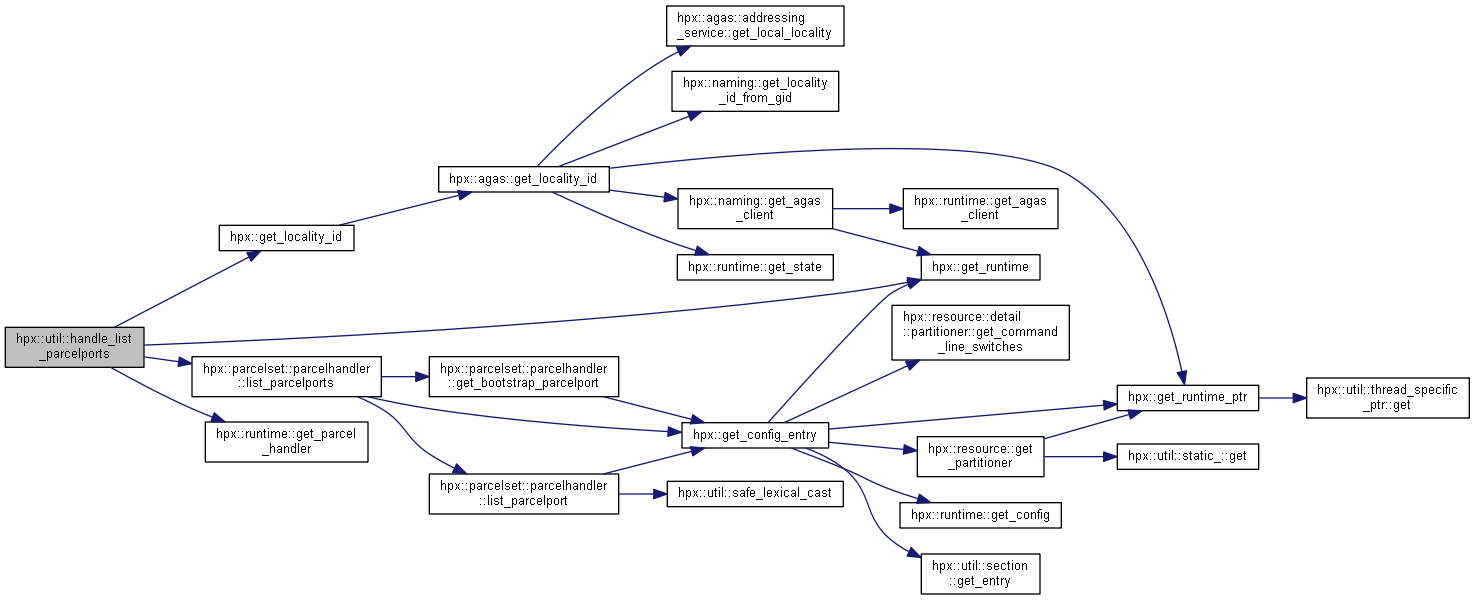 hpx::agas::addressing
_service::get_local_locality
hpx::naming::get_locality
_id_from_gid
hpx::agas::get_locality_id
hpx::naming::get_agas
_client
hpx::runtime::get_agas
_client
hpx::get_locality_id
hpx::runtime::get_state
hpx::get_runtime
hpx::util::handle_list
_parcelports
hpx::resource::detail
::partitioner::get_command
_line_switches
hpx::parcelset::parcelhandler
::list_parcelports
hpx::parcelset::parcelhandler
::get_bootstrap_parcelport
hpx::get_runtime_ptr
hpx::util::thread_specific
_ptr::get
hpx::runtime::get_parcel
_handler
hpx::get_config_entry
hpx::resource::get
_partitioner
hpx::util::static_::get
hpx::parcelset::parcelhandler
::list_parcelport
hpx::util::safe_lexical_cast
hpx::runtime::get_config
hpx::util::section
::get_entry